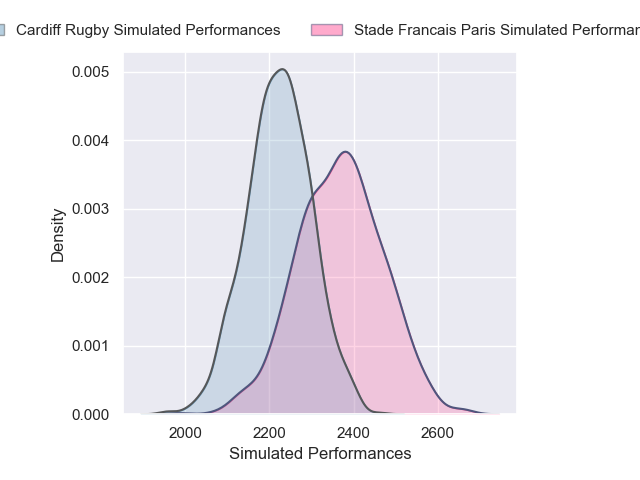 Cardiff Rugby Simulated Performances
Stade Francais Paris Simulated
0.005
0.004
0.003
0.002
0.001
0.000
Density
2000
2200
2400
2600
Simulated Performances